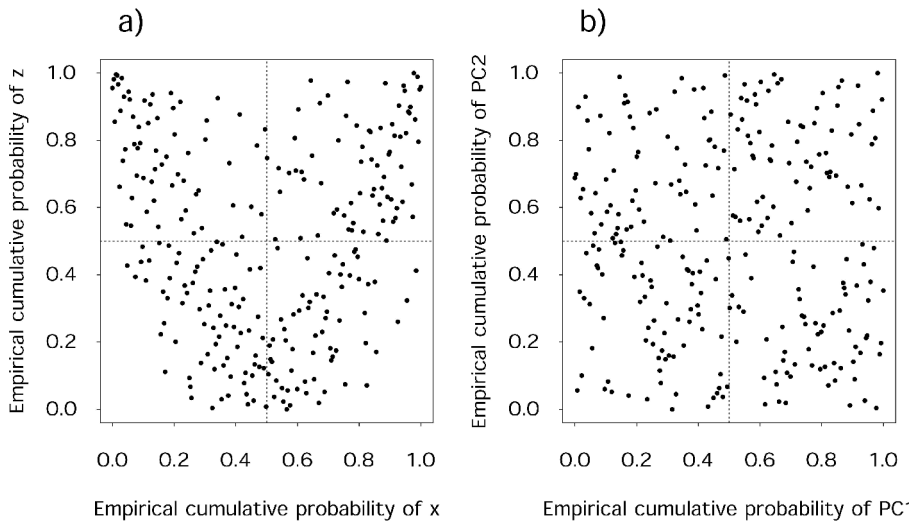 a)
b)
Empirical cumulative probability of z
1.0
0.8
0.6
0.4
0.2
0.0
0.0 0.2 0.4 0.6 0.8 1.0
Empirical cumulative probability of x
Empirical cumulative probability of PC2
1.0
0.8
0.6
0.4
0.2
0.0
0.0 0.2 0.4 0.6 0.8 1.0
Empirical cumulative probability of PC1